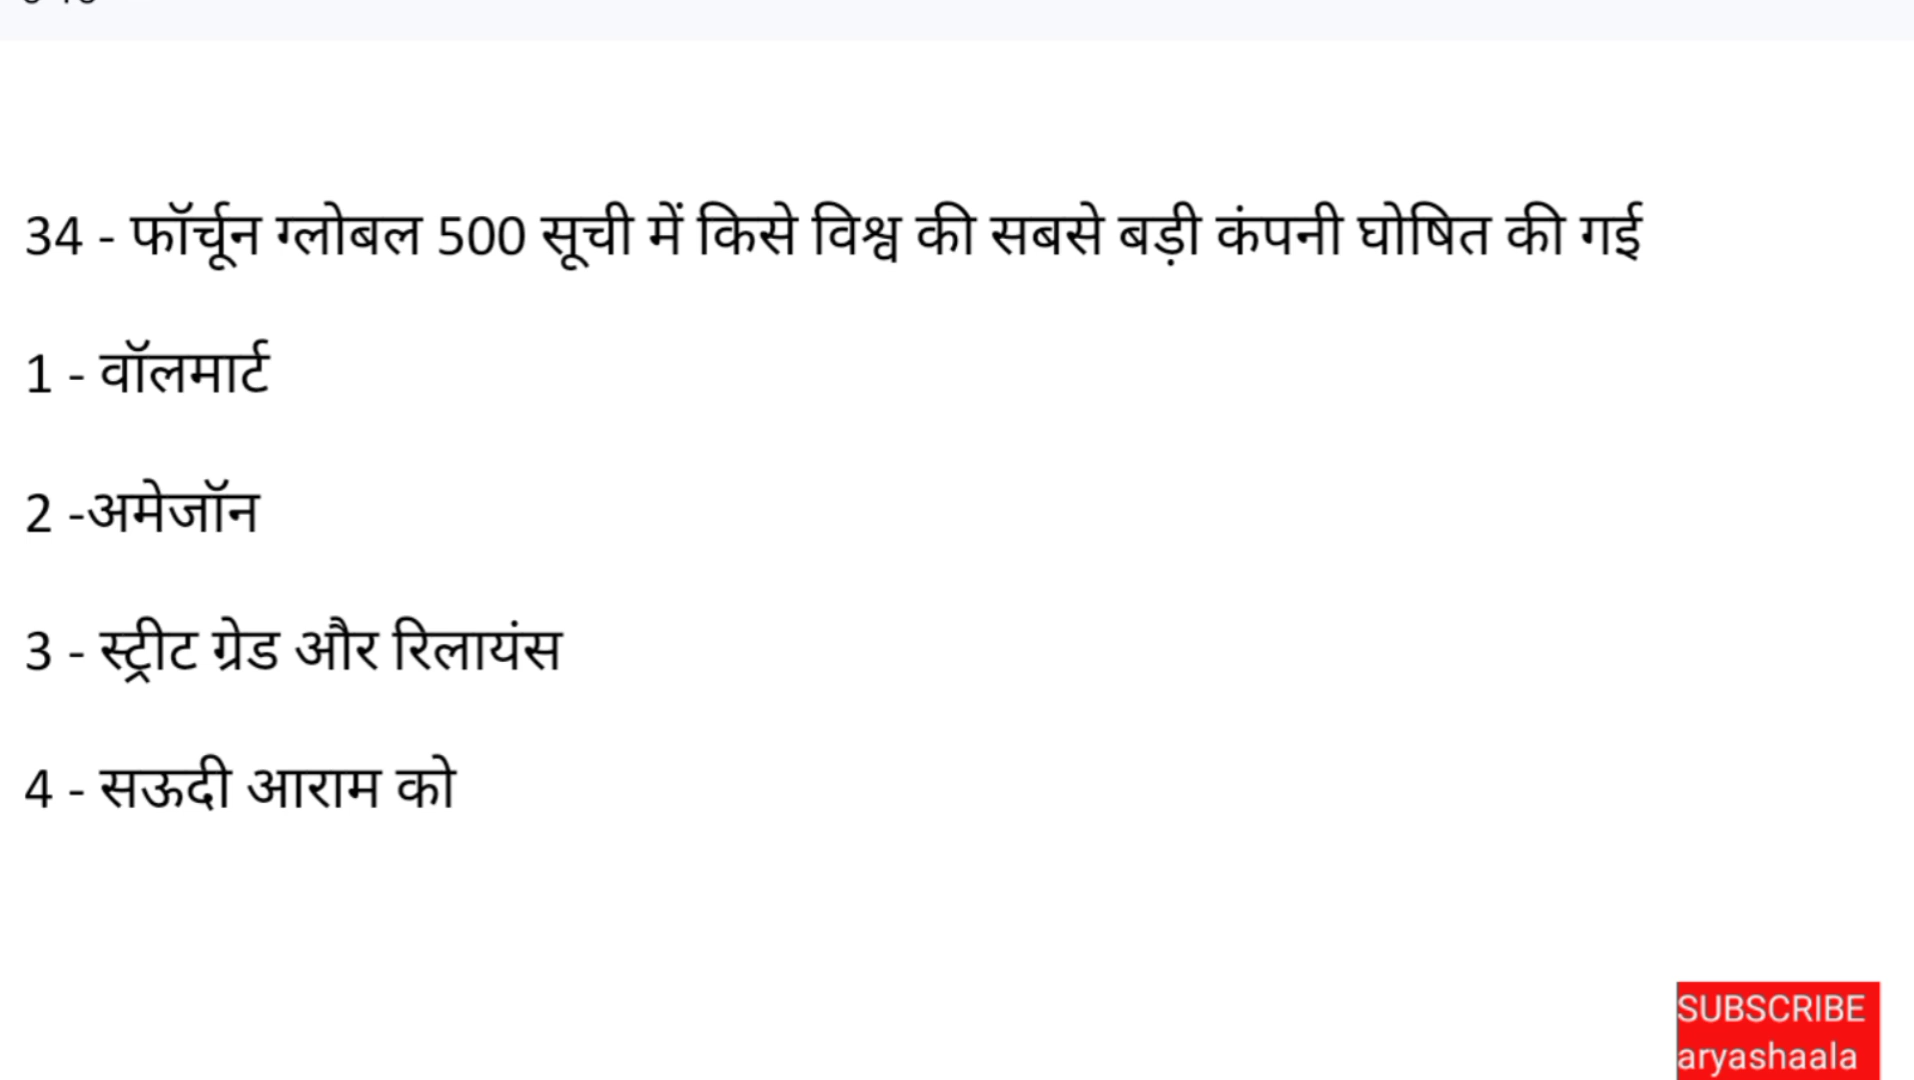 34 - फॉर्चून ग्लोबल 500 सूची में किसे विश्व की सबसे बड़ी कंपनी घोषित की गई
1 - वॉलमार्ट
2 -अमेजॉन
3 - स्ट्रीट ग्रेड और रिलायंस
4 - सऊदी आराम को
SUBSCRIBE
aryashaala